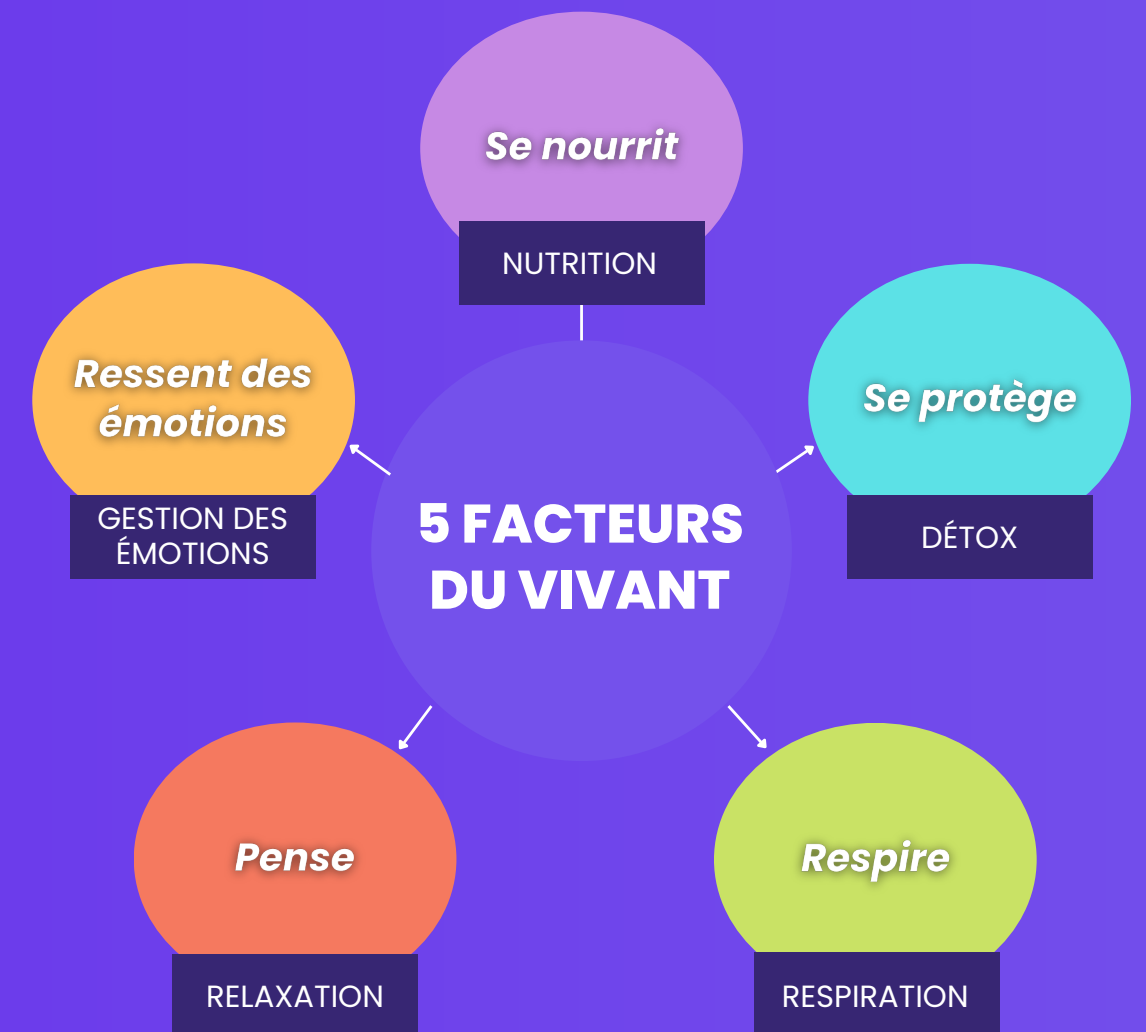 Se nourrit
NUTRITION
Ressent des
émotions
GESTION DES
ÉMOTIONS
Se protège
DÉTOX
5 FACTEURS
DU VIVANT
Pense
RELAXATION
Respire
RESPIRATION